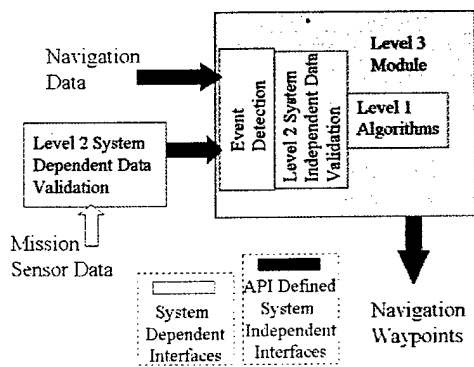 Navigation
Data
Level 3
Module
Event
Detection
Level 2 System
Independent Data
Validation
Level 1
Algorithms
Level 2 System
Dependent Data
Validation
Mission
Sensor Data
System
Dependent
Interfaces
API Defined
System
Independent
Interfaces
Navigation
Waypoints